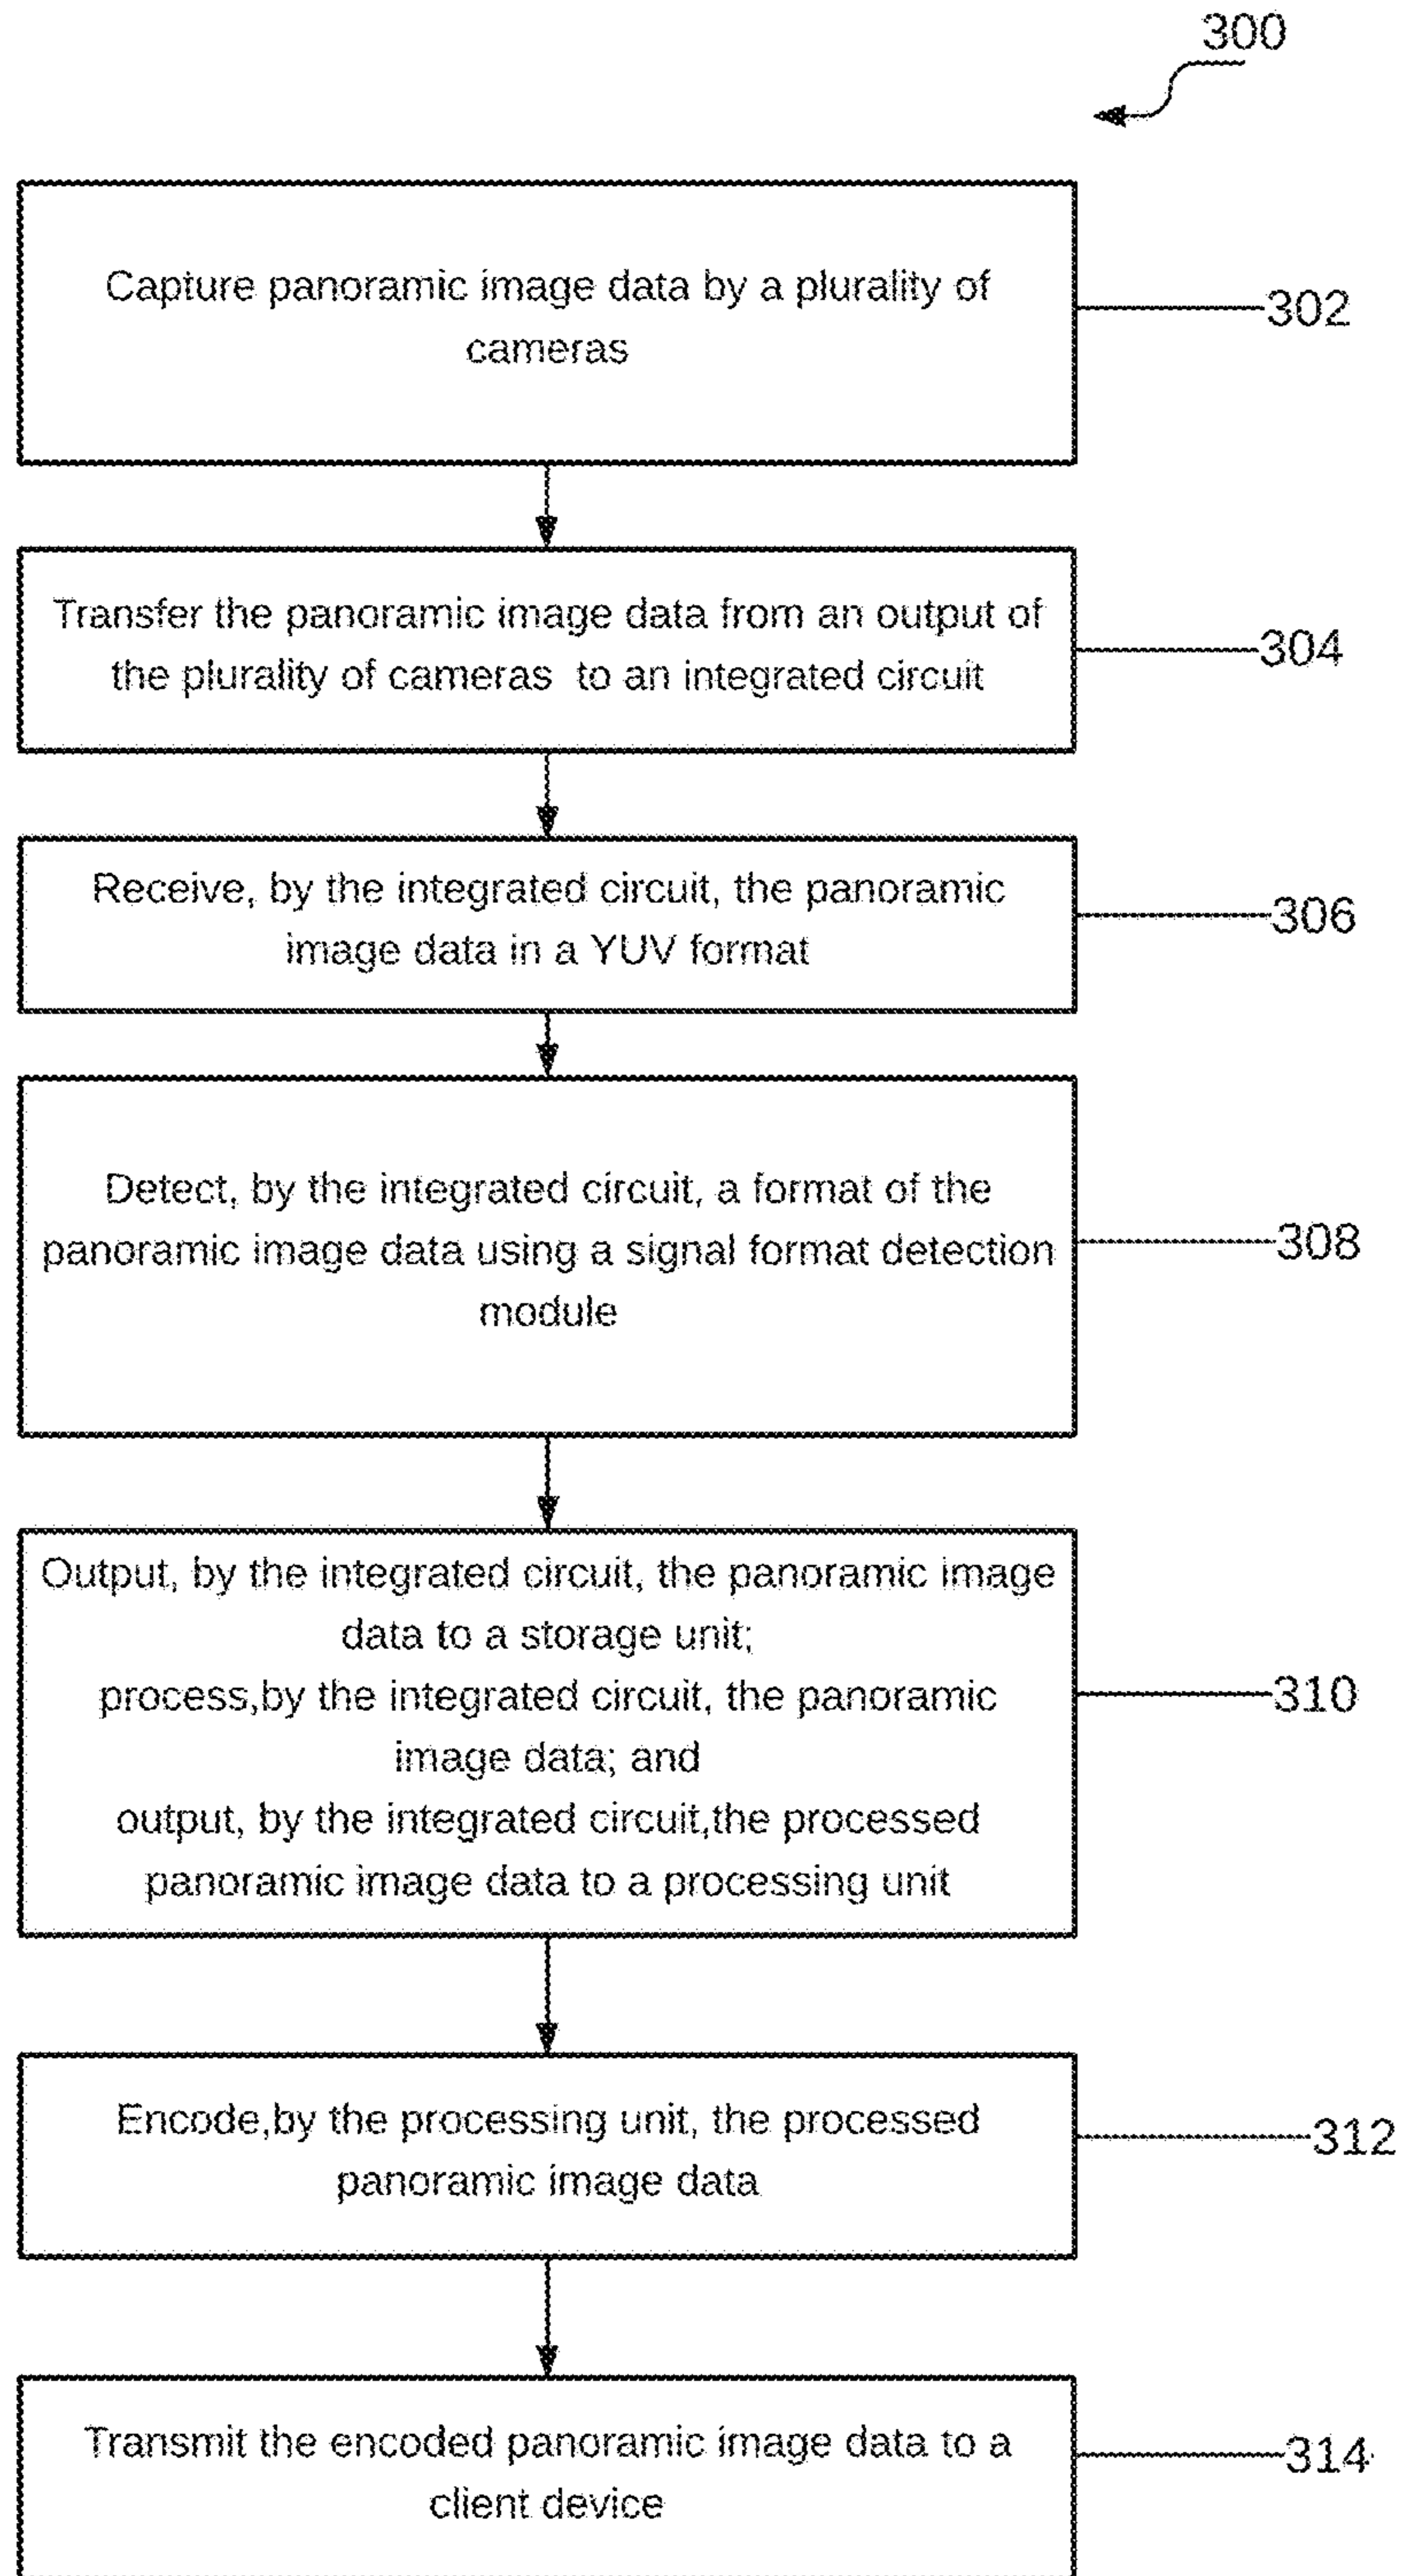 300
Capture panoramic image data by a plurality of
cameras
302
Transfer the panoramic image data from an output of
the plurality of cameras  to an integrated circuit
304
Receive, by the integrated circuit, the panoramic
image data in a YUV format
306
Detect, by the integrated circuit, a format of the
panoramic image data using a signal format detection
module
308
Output, by the integrated circuit, the panoramic image
data to a storage unit;
process,by the integrated circuit, the panoramic
image data; and
output, by the integrated circuit,the processed
panoramic image data to a processing unit
310
Encode,by the processing unit, the processed
panoramic image data
312
Transmit the encoded panoramic image data to a
client device
314